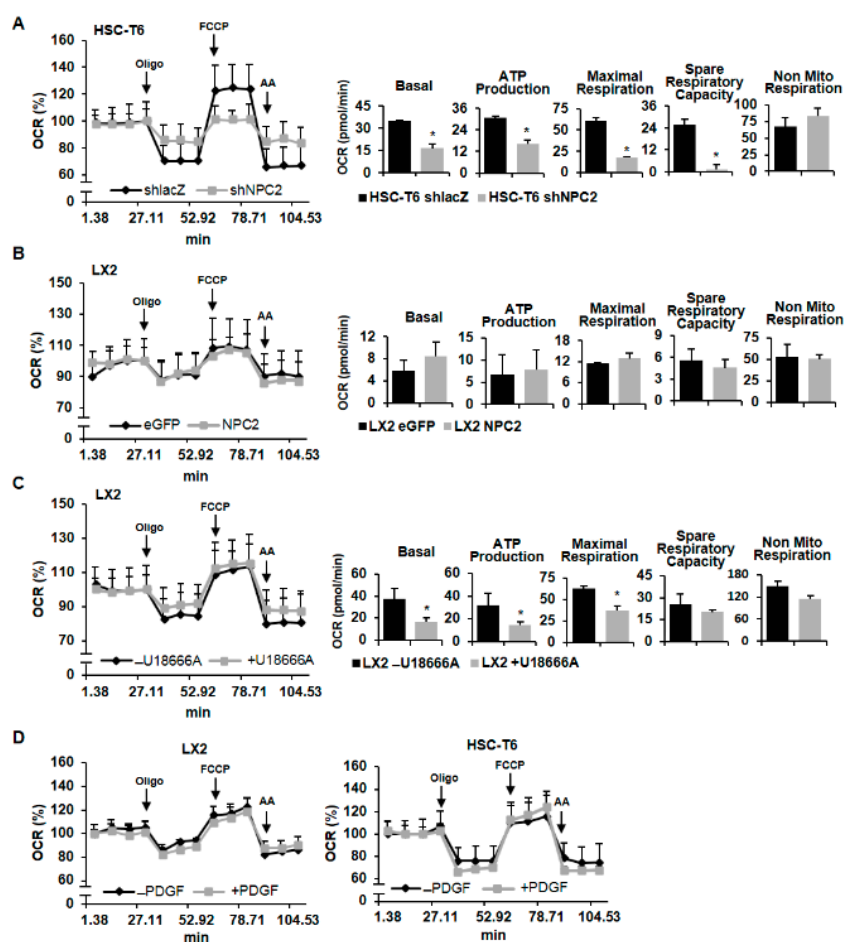 A
HSC-T6
OCR (%)
160
140
120
100
80
60
0
Oligo
FCCP
AA
shlacZ
shNPC2
1.38 27.11 52.92 78.71 104.53
min
OCR (pmol/min)
Basal
45
30
15
0
*
ATP
Production
36
24
12
0
*
Maximal
Respiration
75
50
25
0
*
Spare
Respiratory
Capacity
36
24
12
0
*
Non Mito
Respiration
100
75
50
25
0
HSC-T6 shlacZ HSC-T6 shNPC2
B
LX2
OCR (%)
150
130
110
90
70
0
Oligo
FCCP
AA
eGFP
NPC2
1.38 27.11 52.92 78.71 104.53
min
OCR (pmol/min)
Basal
12
8
4
0
ATP
Production
15
10
5
0
Maximal
Respiration
18
12
6
0
Spare
Respiratory
Capacity
9
6
3
0
Non Mito
Respiration
75
50
25
0
LX2 eGFP LX2 NPC2
C
LX2
OCR (%)
150
130
110
90
70
0
Oligo
FCCP
AA
–U18666A
+U18666A
1.38 27.11 52.92 78.71 104.53
min
OCR (pmol/min)
Basal
60
40
20
0
*
ATP
Production
60
40
20
0
*
Maximal
Respiration
75
50
25
0
*
Spare
Respiratory
Capacity
45
30
15
0
Non Mito
Respiration
180
120
60
0
LX2 –U18666A LX2 +U18666A
D
LX2
OCR (%)
160
140
120
100
80
60
0
Oligo
FCCP
AA
–PDGF
+PDGF
1.38 27.11 52.92 78.71 104.53
min
HSC-T6
OCR (%)
160
140
120
100
80
60
0
Oligo
FCCP
AA
–PDGF
+PDGF
1.38 27.11 52.92 78.71 104.53
min